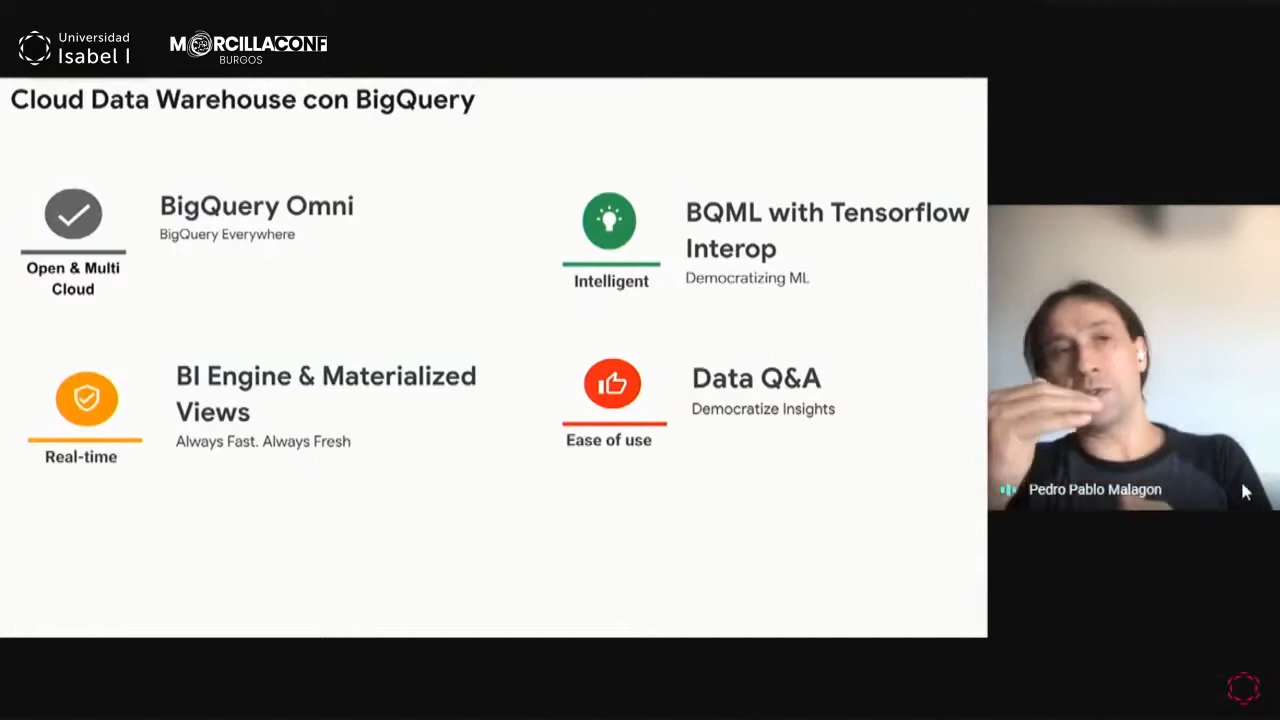 Universidad
Isabel I
MORCILLACONF
BURGOS
Cloud Data Warehouse con BigQuery
BigQuery Omni
BigQuery Everywhere
Open & Multi
Cloud
BQML with Tensorflow
Interop
Democratizing ML
Intelligent
BI Engine & Materialized
Views
Always Fast. Always Fresh
Real-time
Data Q&A
Democratize Insights
Ease of use
Pedro Pablo Malagon